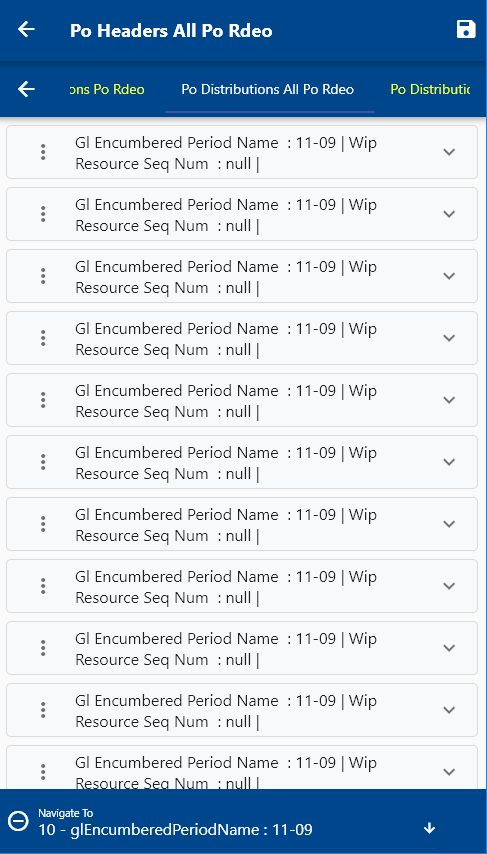 Po Headers All Po Rdeo
ons Po Rdeo Po Distributions All Po Rdeo Po Distributic
Gl Encumbered Period Name : 11-09 | Wip
Resource Seq Num : null |
Gl Encumbered Period Name : 11-09 | Wip
Resource Seq Num : null |
Gl Encumbered Period Name : 11-09 | Wip
Resource Seq Num : null |
Gl Encumbered Period Name : 11-09 | Wip
Resource Seq Num : null |
Gl Encumbered Period Name : 11-09 | Wip
Resource Seq Num : null |
Gl Encumbered Period Name : 11-09 | Wip
Resource Seq Num : null |
Gl Encumbered Period Name : 11-09 | Wip
Resource Seq Num : null |
Gl Encumbered Period Name : 11-09 | Wip
Resource Seq Num : null |
Gl Encumbered Period Name : 11-09 | Wip
Resource Seq Num : null |
Gl Encumbered Period Name : 11-09 | Wip
Resource Seq Num : null |
Gl Encumbered Period Name : 11-09 | Wip
Resource Seq Num : null |
Navigate To
10 - glEncumberedPeriodName : 11-09